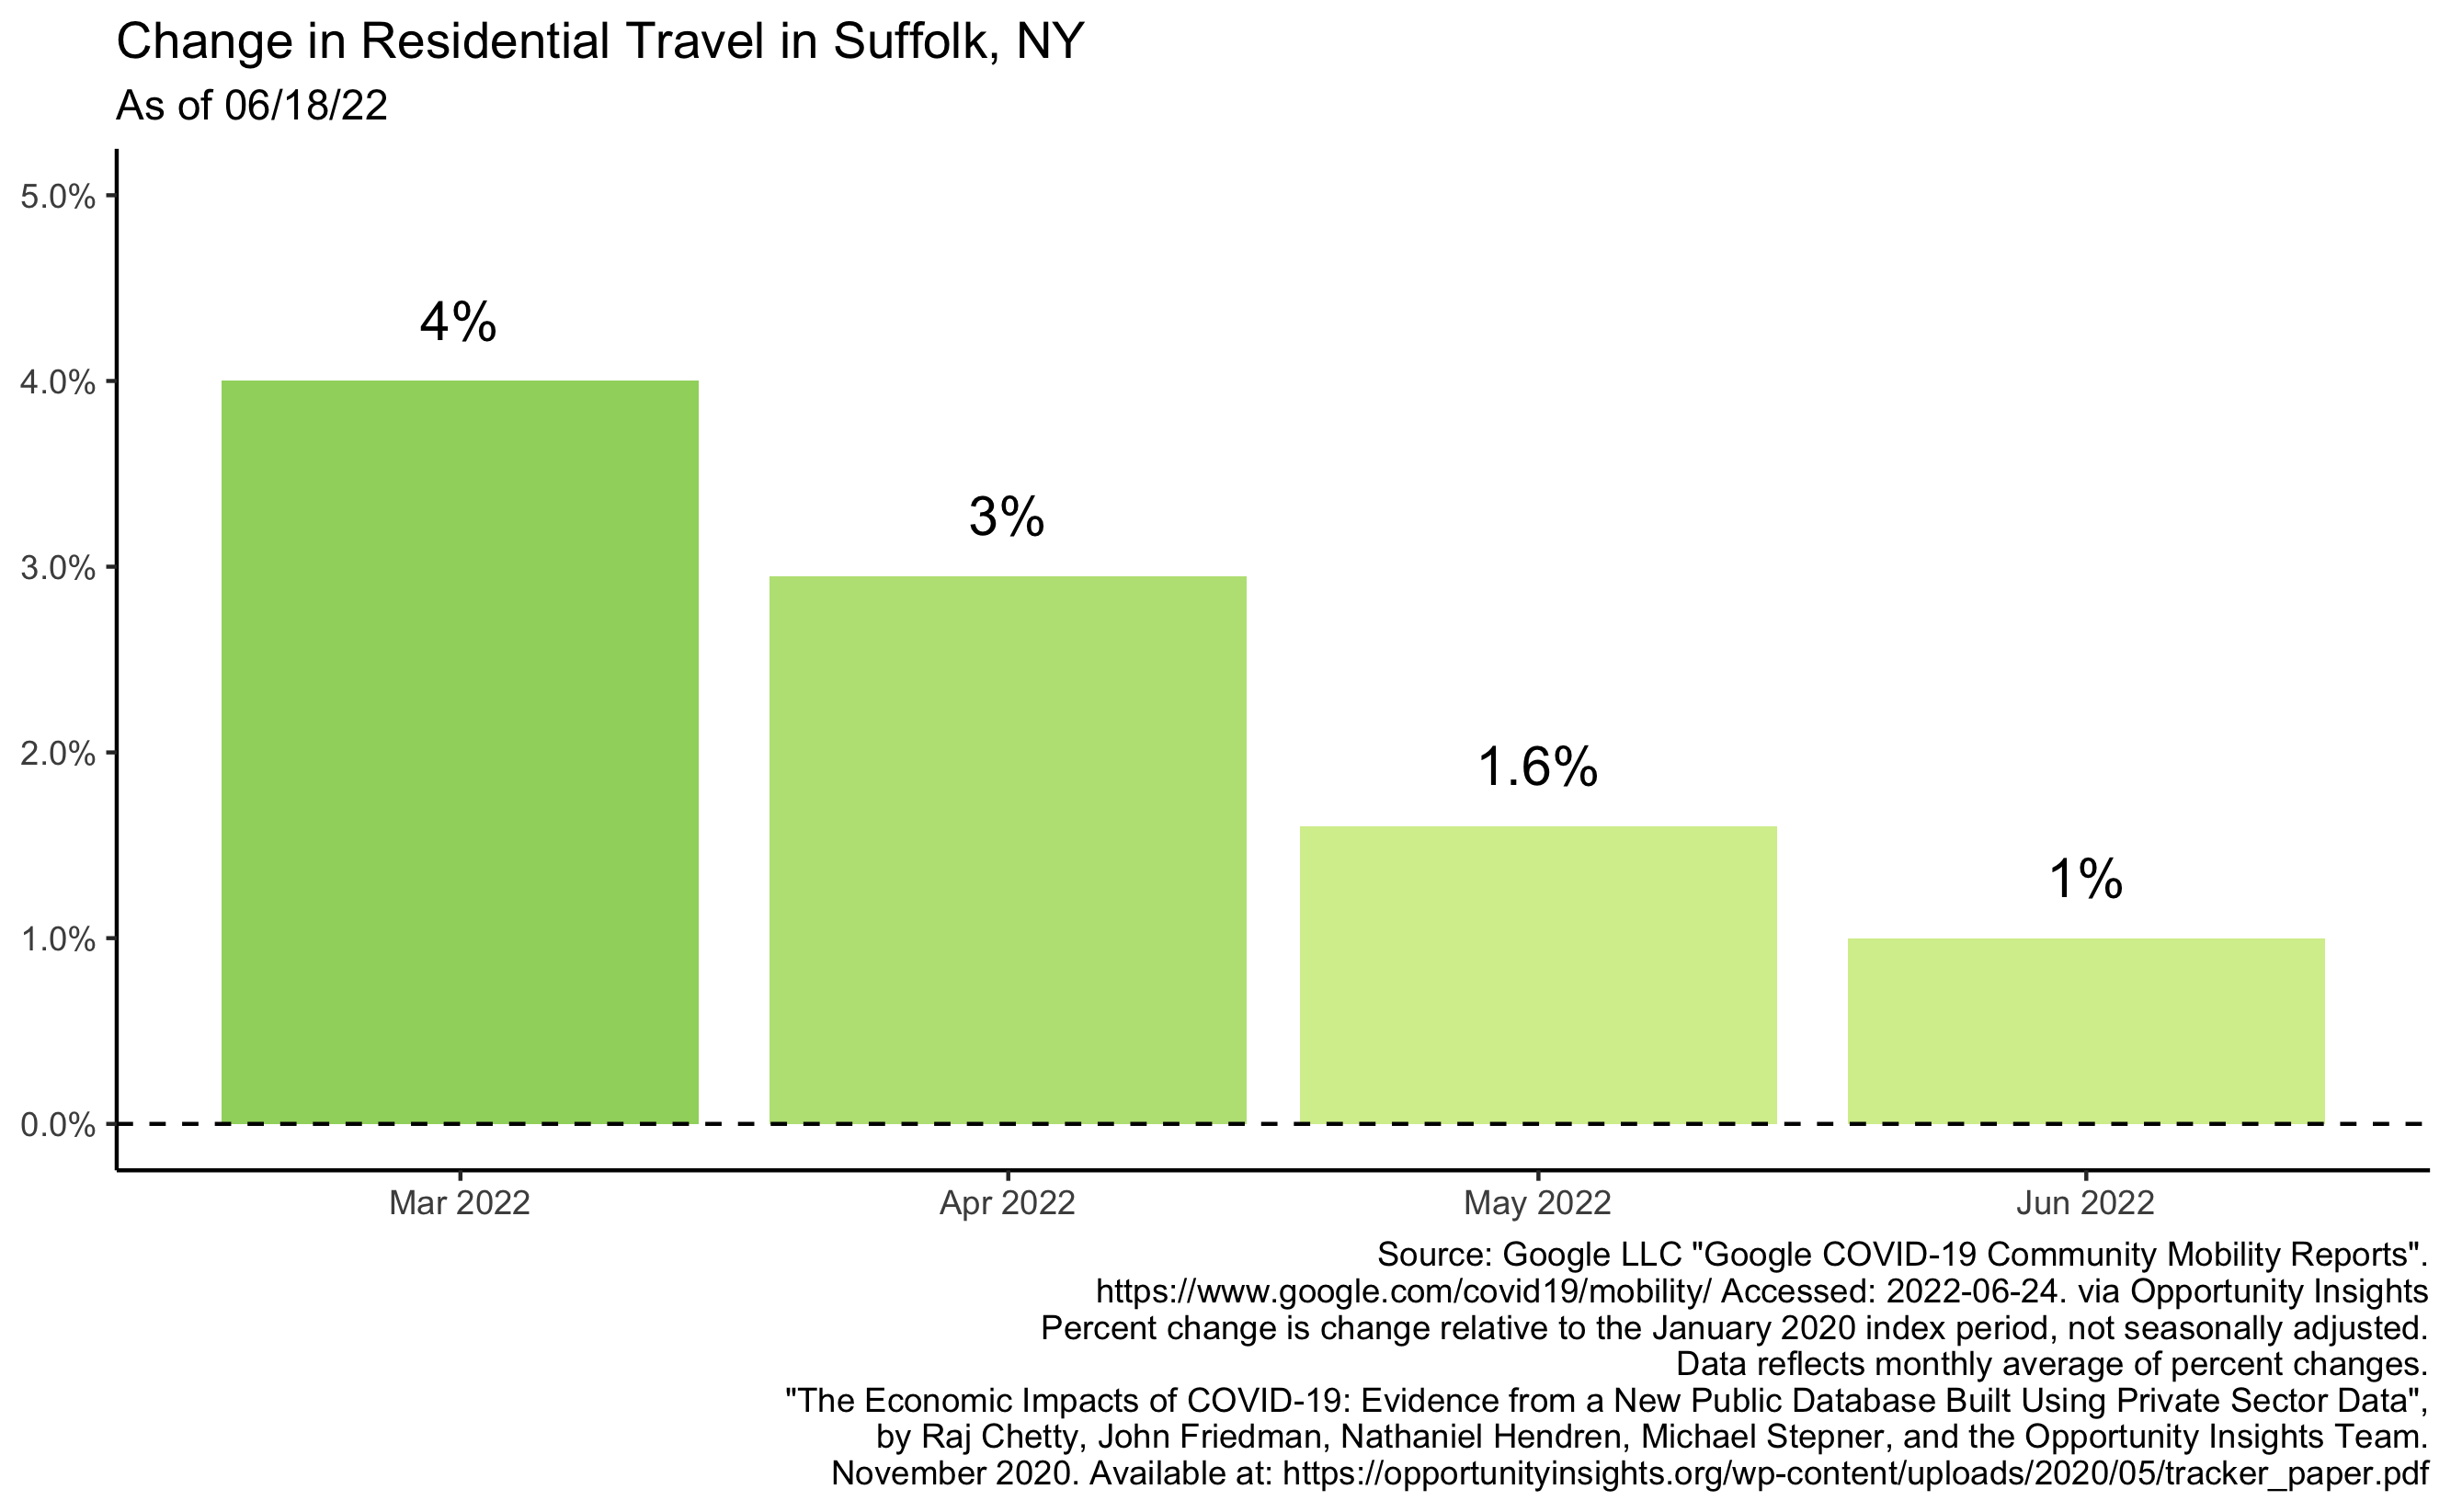 Change in Residential Travel in Suffolk, NY
As of 06/18/22
5.0%
4.0%
3.0%
2.0%
1.0%
0.0%
4%
3%
1.6%
1%
Mar 2022
Apr 2022
May 2022
Jun 2022
Source: Google LLC "Google COVID-19 Community Mobility Reports".
https://www.google.com/covid19/mobility/ Accessed: 2022-06-24. via Opportunity Insights
Percent change is change relative to the January 2020 index period, not seasonally adjusted.
Data reflects monthly average of percent changes.
"The Economic Impacts of COVID-19: Evidence from a New Public Database Built Using Private Sector Data",
by Raj Chetty, John Friedman, Nathaniel Hendren, Michael Stepner, and the Opportunity Insights Team.
November 2020. Available at: https://opportunityinsights.org/wp-content/uploads/2020/05/tracker_paper.pdf